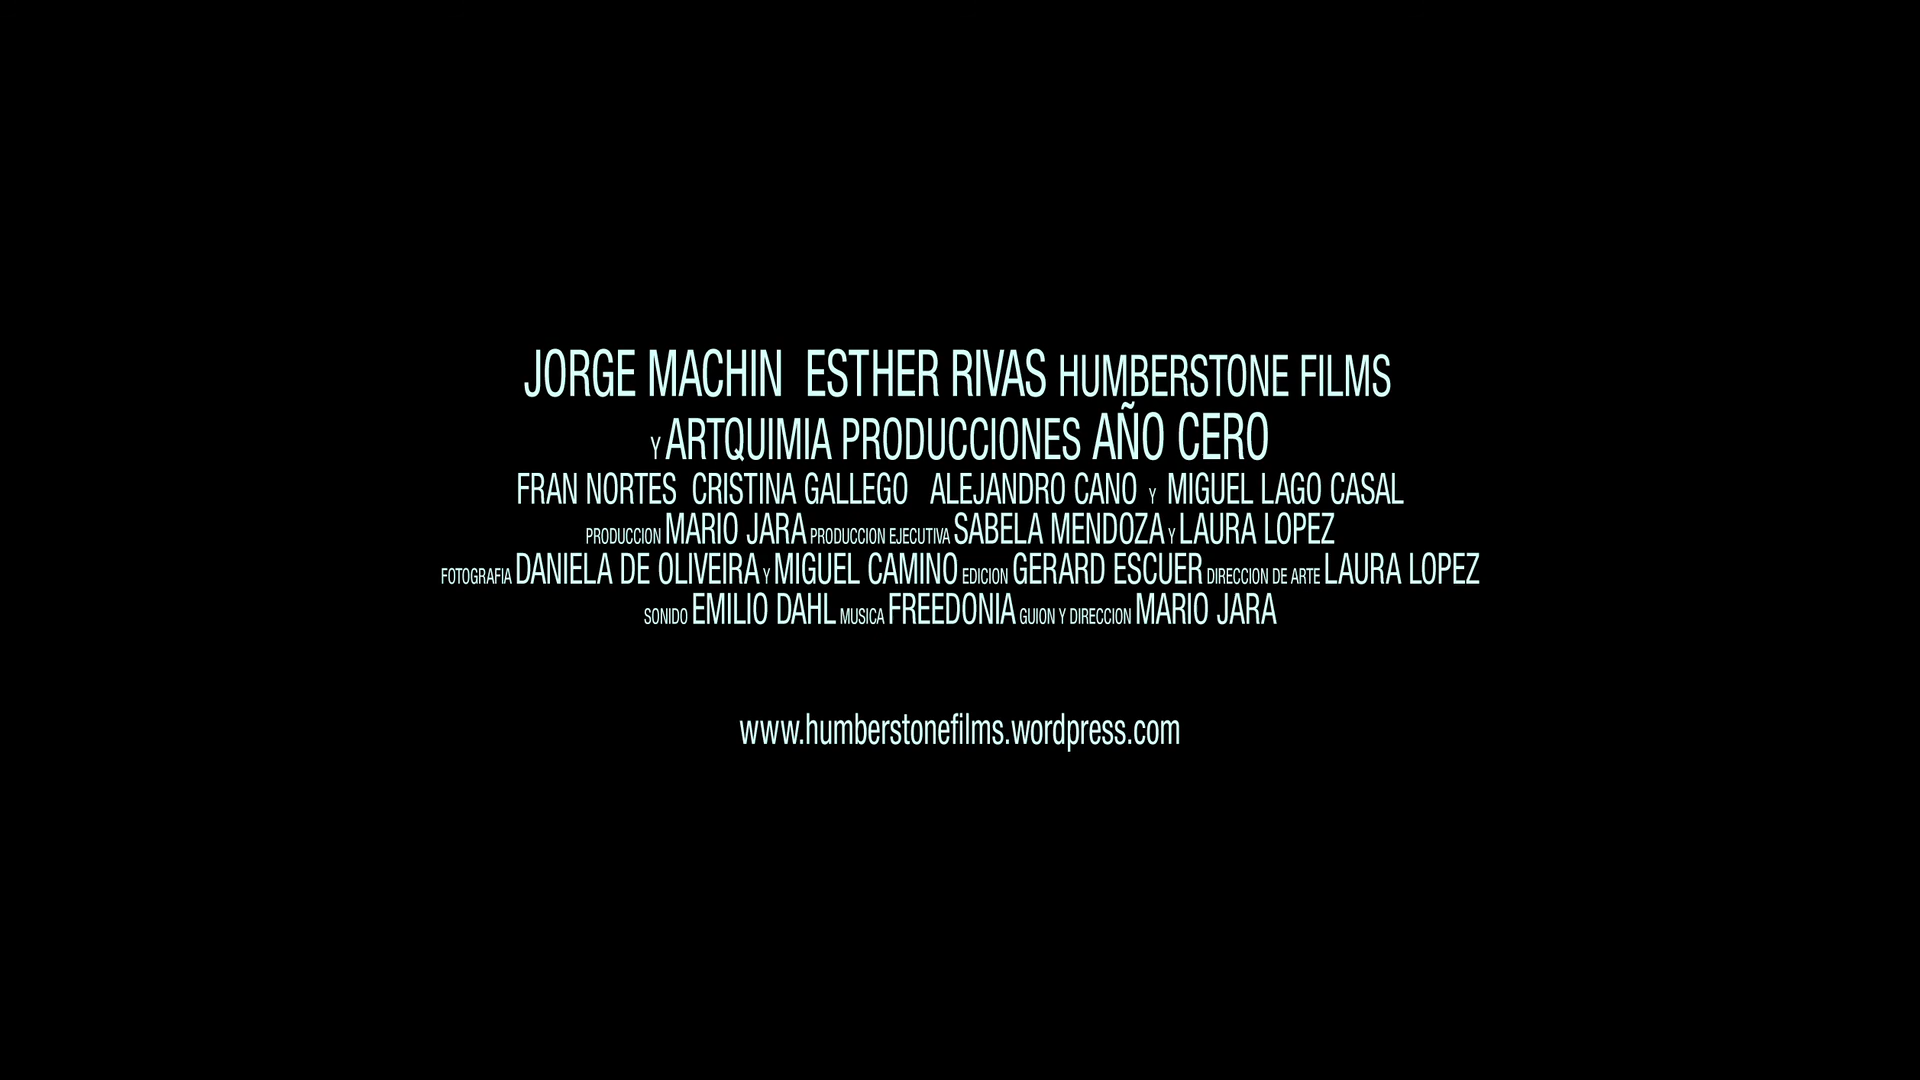 JORGE MACHIN ESTHER RIVAS HUMBERSTONE FILMS
Y ARTQUIMIA PRODUCCIONES AÑO CERO
FRAN NORTES CRISTINA GALLEGO ALEJANDRO CANO Y MIGUEL LAGO CASAL
PRODUCCION MARIO JARA PRODUCCION EJECUTIVA SABELA MENDOZA Y LAURA LOPEZ
FOTOGRAFIA DANIELA DE OLIVEIRA Y MIGUEL CAMINO EDICION GERARD ESCUER DIRECCION DE ARTE LAURA LOPEZ
SONIDO EMILIO DAHL MUSICA FREEDONIA GUION Y DIRECCION MARIO JARA
www.humberstonefilms.wordpress.com